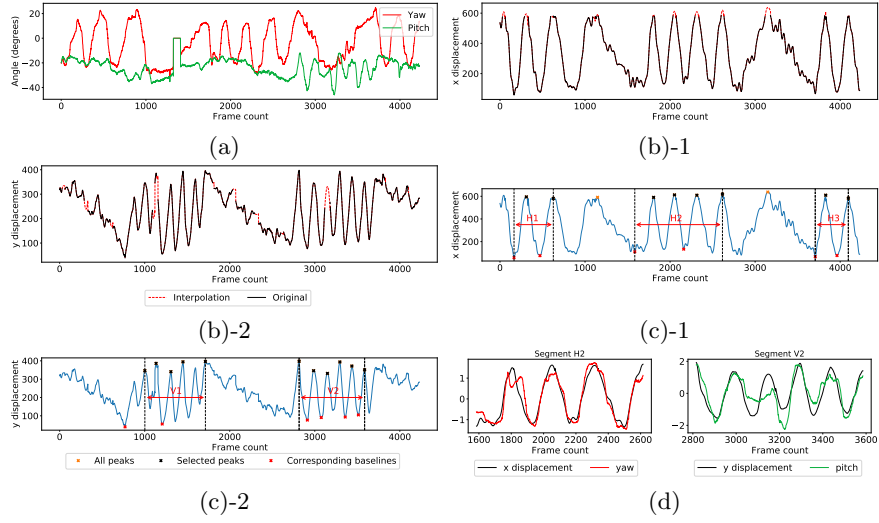 Angle (degrees)
20
0
−20
−40
Yaw
Pitch
0
1000
2000
3000
4000
Frame count
(a)
x displacement
600
400
200
0
1000
2000
3000
4000
Frame count
(b)-1
y displacement
400
300
200
100
0
1000
2000
3000
4000
Frame count
Interpolation
Original
(b)-2
x displacement
600
400
200
H1
H2
H3
0
1000
2000
3000
4000
Frame count
(c)-1
y displacement
400
300
200
100
0
V1
V2
0
1000
2000
3000
4000
Frame count
All peaks
Selected peaks
Corresponding baselines
(c)-2
Segment H2
1
0
−1
1600 1800 2000 2200 2400 2600
Frame count
x displacement
yaw
Segment V2
2
0
−2
2800
3000
3200
3400
3600
Frame count
y displacement
pitch
(d)